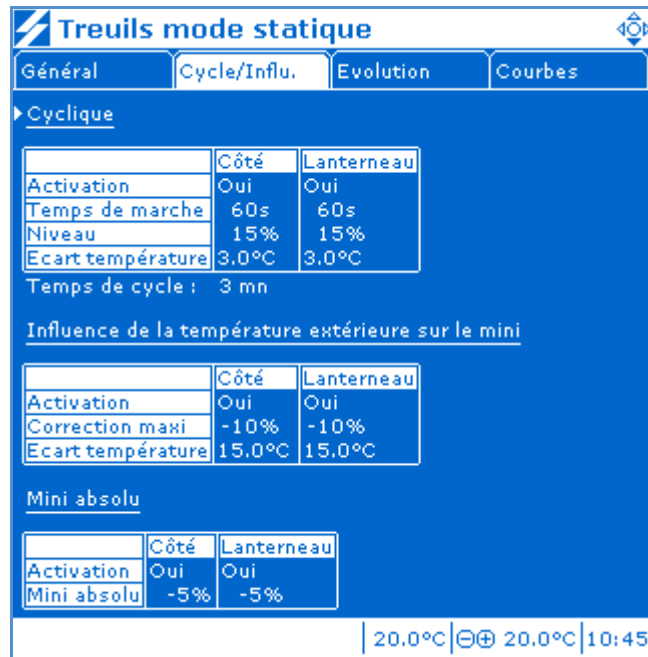 Treuils mode statique
Général Cycle/Influ. Evolution Courbes
Cyclique
Côté Lanterneau
Activation Oui Oui
Temps de marche 60s 60s
Niveau 15% 15%
Ecart température 3.0°C 3.0°C
Temps de cycle : 3 mn
Influence de la température extérieure sur le mini
Côté Lanterneau
Activation Oui Oui
Correction maxi -10% -10%
Ecart température 15.0°C 15.0°C
Mini absolu
Côté Lanterneau
Activation Oui Oui
Mini absolu -5% -5%
20.0°C ⊖⊕ 20.0°C 10:45